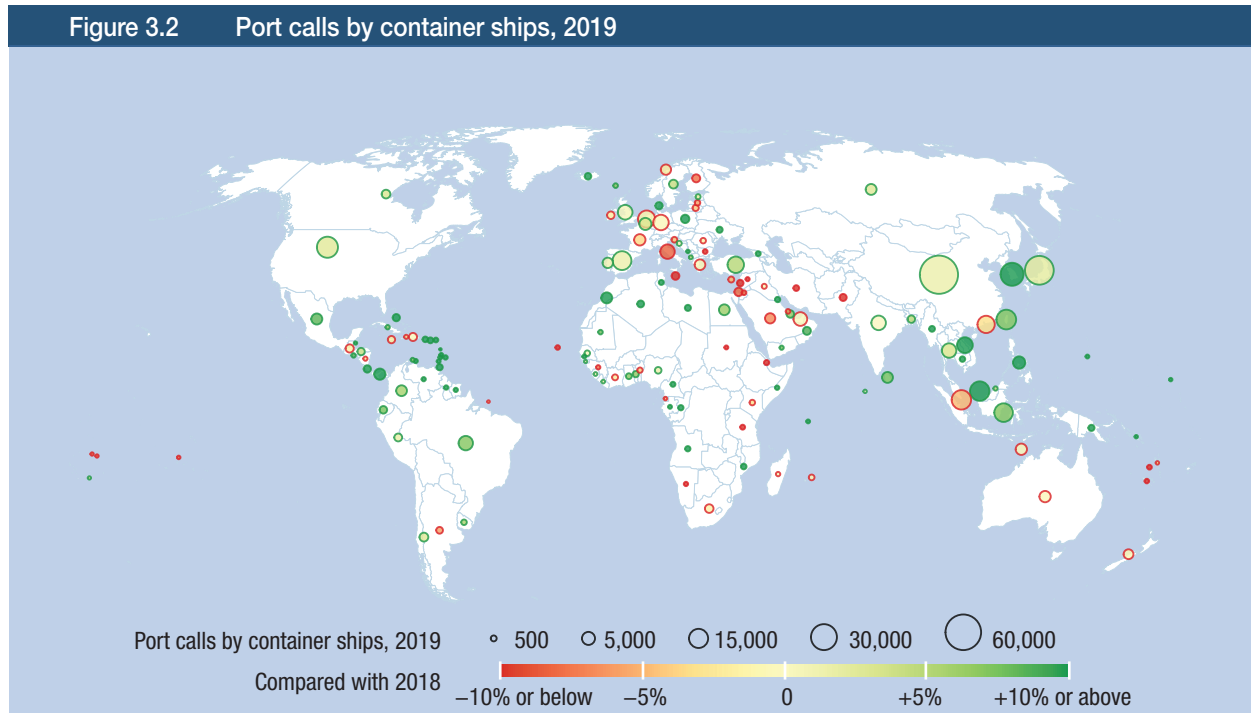 Figure 3.2 Port calls by container ships, 2019
Port calls by container ships, 2019 500 5,000 15,000 30,000 60,000
Compared with 2018
−10% or below −5% 0 +5% +10% or above